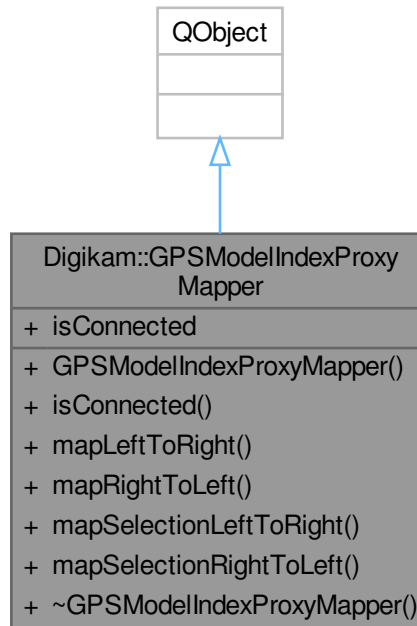 QObject
Digikam::GPSModelIndexProxy
Mapper
+ isConnected
+ GPSModelIndexProxyMapper()
+ isConnected()
+ mapLeftToRight()
+ mapRightToLeft()
+ mapSelectionLeftToRight()
+ mapSelectionRightToLeft()
+ ~GPSModelIndexProxyMapper()